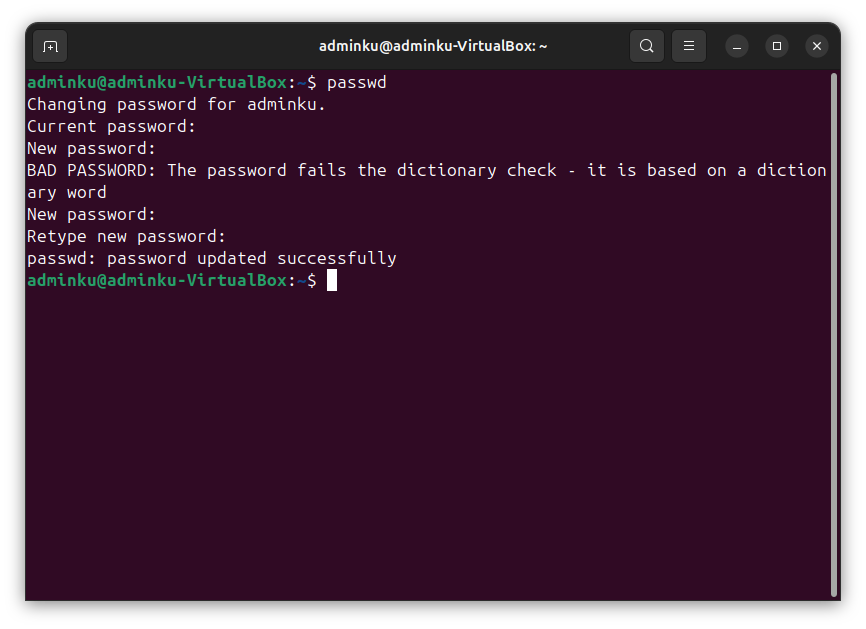 adminku@adminku-VirtualBox: ~
adminku@adminku-VirtualBox:~$ passwd
Changing password for adminku.
Current password:
New password:
BAD PASSWORD: The password fails the dictionary check - it is based on a diction
ary word
New password:
Retype new password:
passwd: password updated successfully
adminku@adminku-VirtualBox:~$